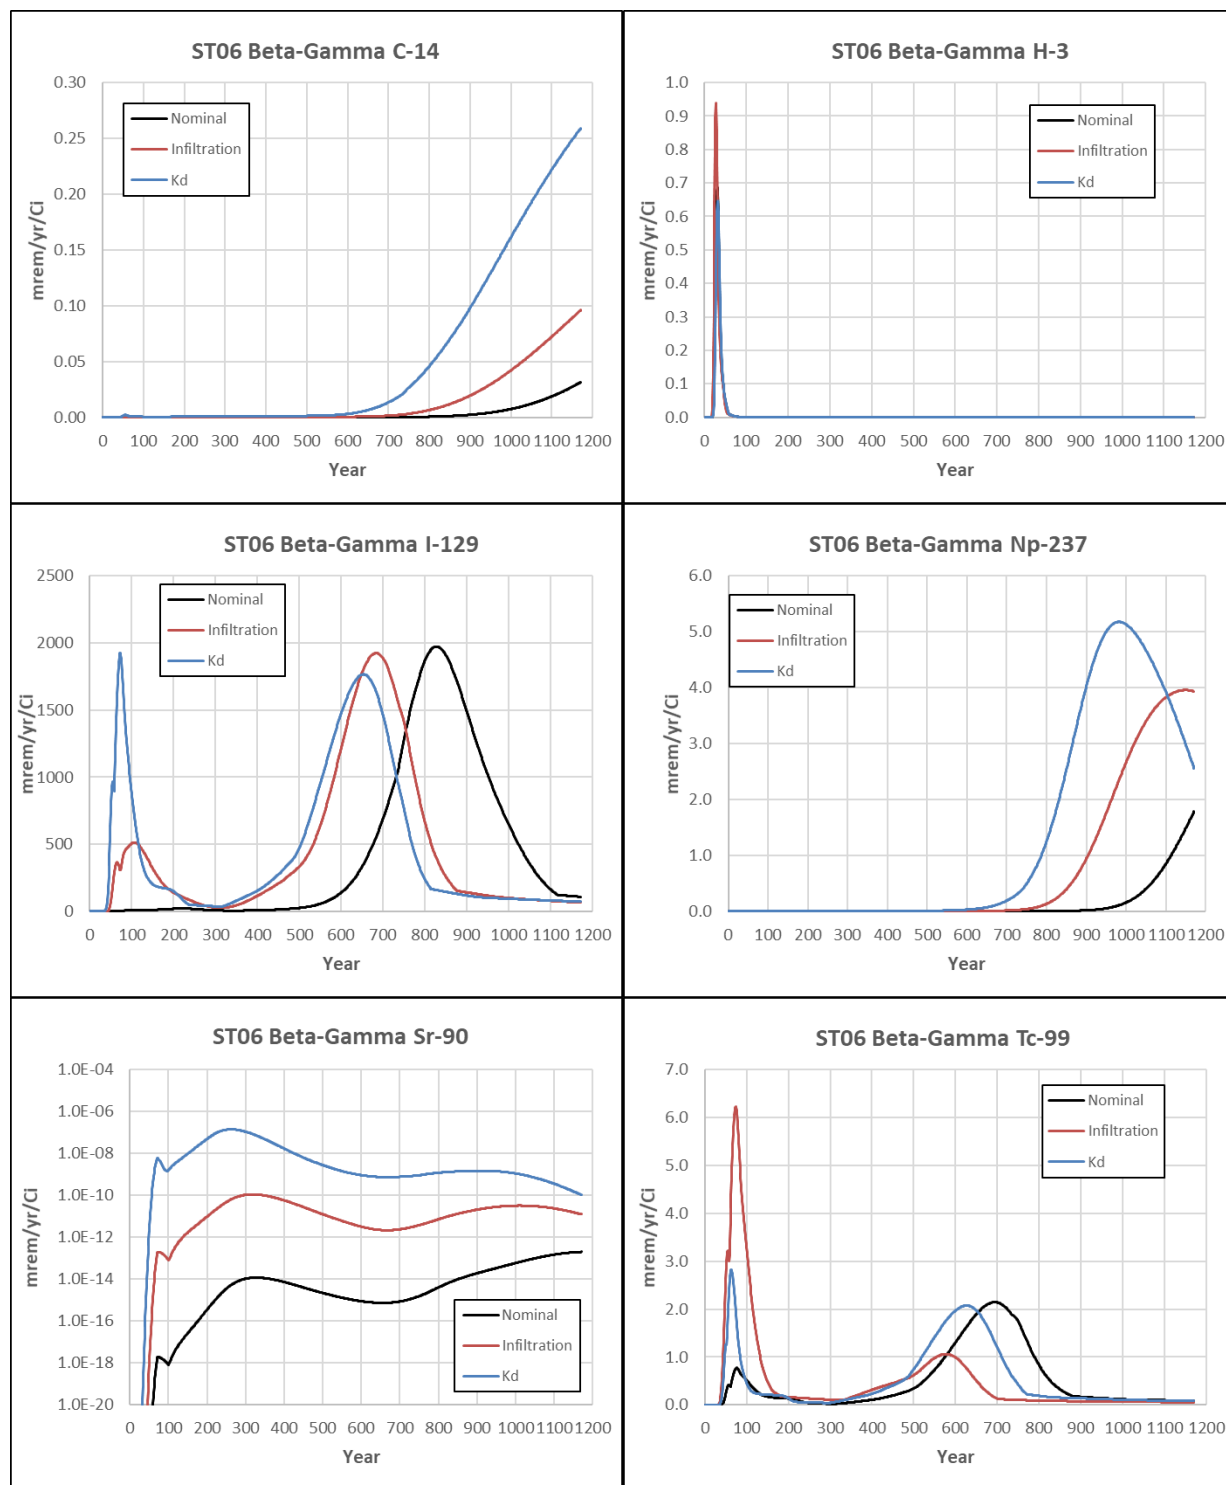 ST06 Beta-Gamma C-14
mrem/yr/Ci
0.30
0.25
0.20
0.15
0.10
0.05
0.00
Nominal
Infiltration
Kd
0 100 200 300 400 500 600 700 800 900 1000 1100 1200
Year
ST06 Beta-Gamma H-3
mrem/yr/Ci
1.0
0.9
0.8
0.7
0.6
0.5
0.4
0.3
0.2
0.1
0.0
Nominal
Infiltration
Kd
0 100 200 300 400 500 600 700 800 900 1000 1100 1200
Year
ST06 Beta-Gamma I-129
mrem/yr/Ci
2500
2000
1500
1000
500
0
Nominal
Infiltration
Kd
0 100 200 300 400 500 600 700 800 900 1000 1100 1200
Year
ST06 Beta-Gamma Np-237
mrem/yr/Ci
6.0
5.0
4.0
3.0
2.0
1.0
0.0
Nominal
Infiltration
Kd
0 100 200 300 400 500 600 700 800 900 1000 1100 1200
Year
ST06 Beta-Gamma Sr-90
mrem/yr/Ci
1.0E-04
1.0E-06
1.0E-08
1.0E-10
1.0E-12
1.0E-14
1.0E-16
1.0E-18
1.0E-20
Nominal
Infiltration
Kd
0 100 200 300 400 500 600 700 800 900 1000 1100 1200
Year
ST06 Beta-Gamma Tc-99
mrem/yr/Ci
7.0
6.0
5.0
4.0
3.0
2.0
1.0
0.0
Nominal
Infiltration
Kd
0 100 200 300 400 500 600 700 800 900 1000 1100 1200
Year